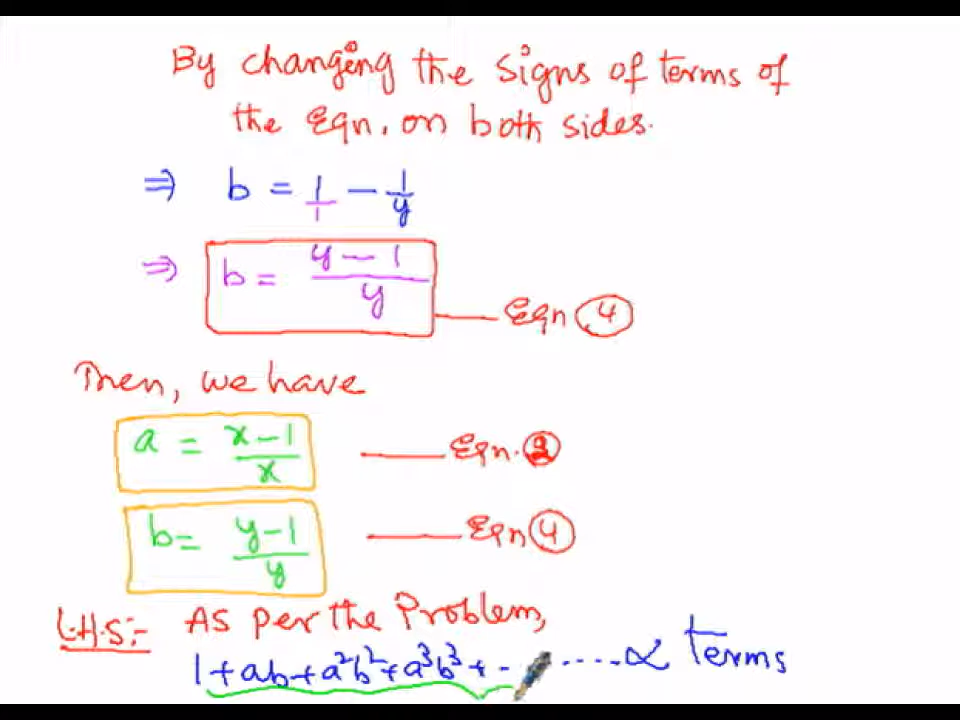 By changing the signs of terms of
the Eqn. on both sides.
⇒ b = 1/1 − 1/y
⇒ b = (y − 1)/y —— Eqn ④
Then, we have
a = (x − 1)/x —— Eqn.
b = (y − 1)/y —— Eqn ④
L.H.S:- As per the Problem,
1 + ab + a²b² + a³b³ + - ..... ∝ terms